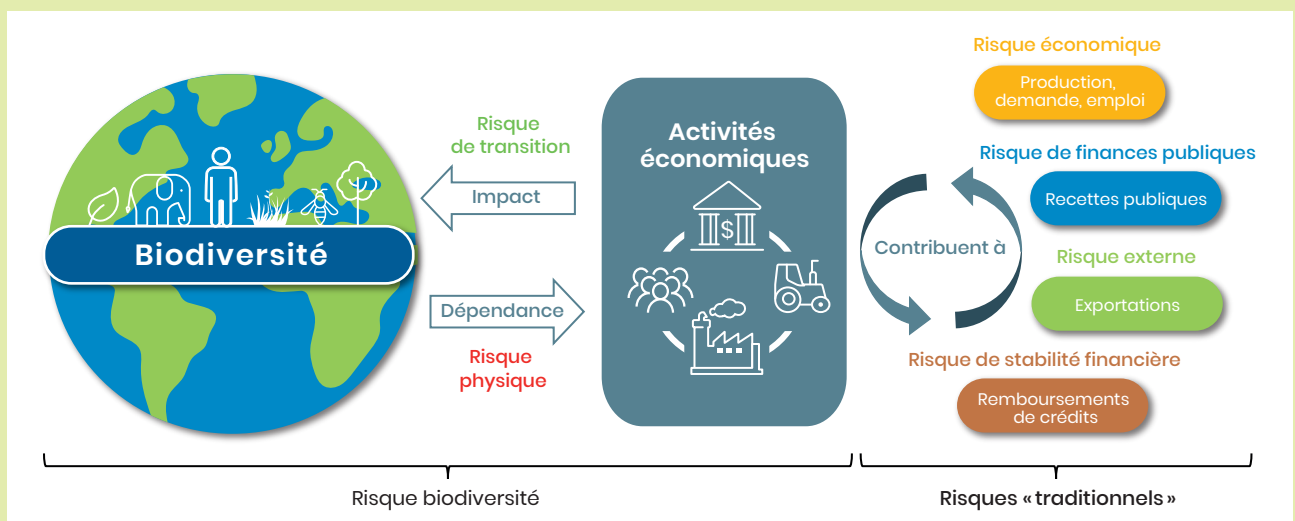 Biodiversité
Risque
de transition
Impact
Dépendance
Risque
physique
Activités
économiques
$
Contribuent à
Risque économique
Production,
demande, emploi
Risque de finances publiques
Recettes publiques
Risque externe
Exportations
Risque de stabilité financière
Remboursements
de crédits
Risque biodiversité
Risques « traditionnels »